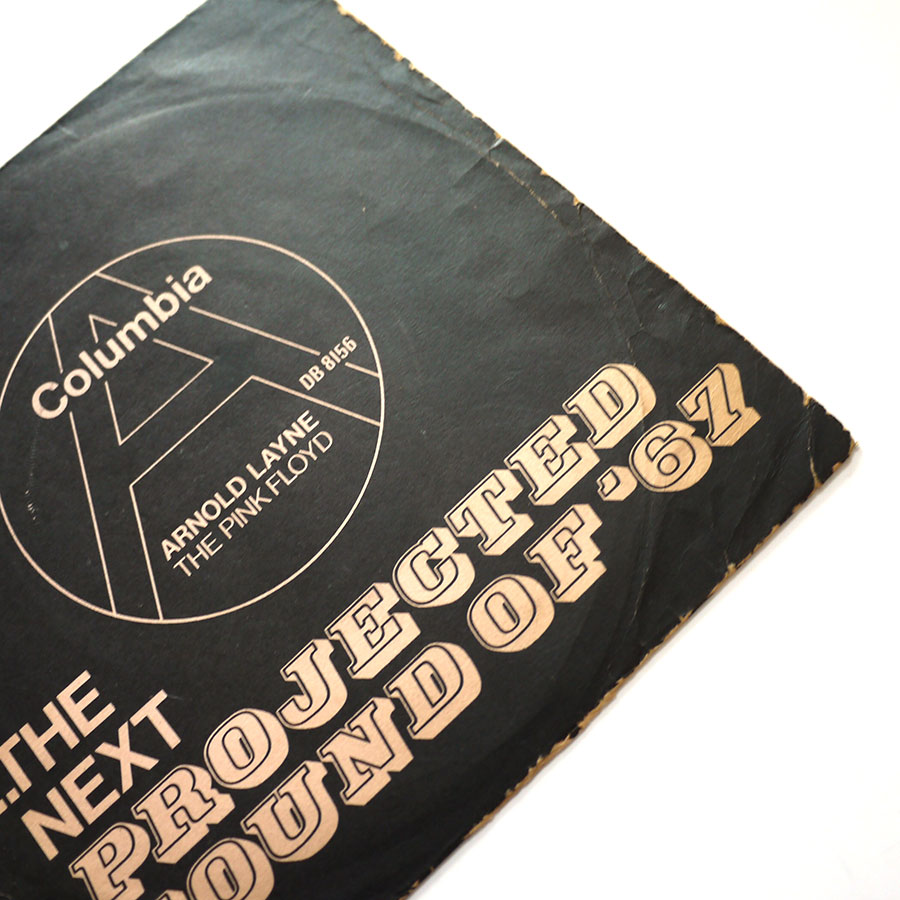 Columbia
DB 8156
ARNOLD LAYNE
THE PINK FLOYD
...THE
NEXT
PROJECTED
SOUND OF '67